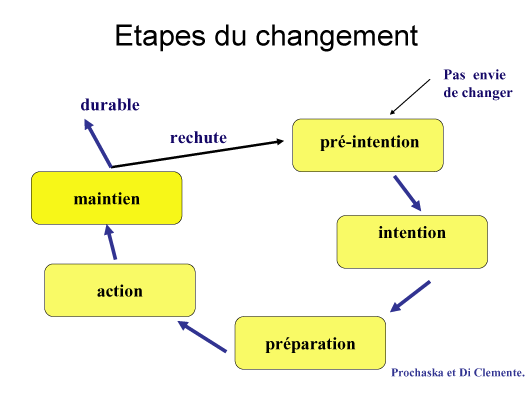 Etapes du changement
Pas envie
de changer
durable
rechute
pré-intention
maintien
intention
action
préparation
Prochaska et Di Clemente.